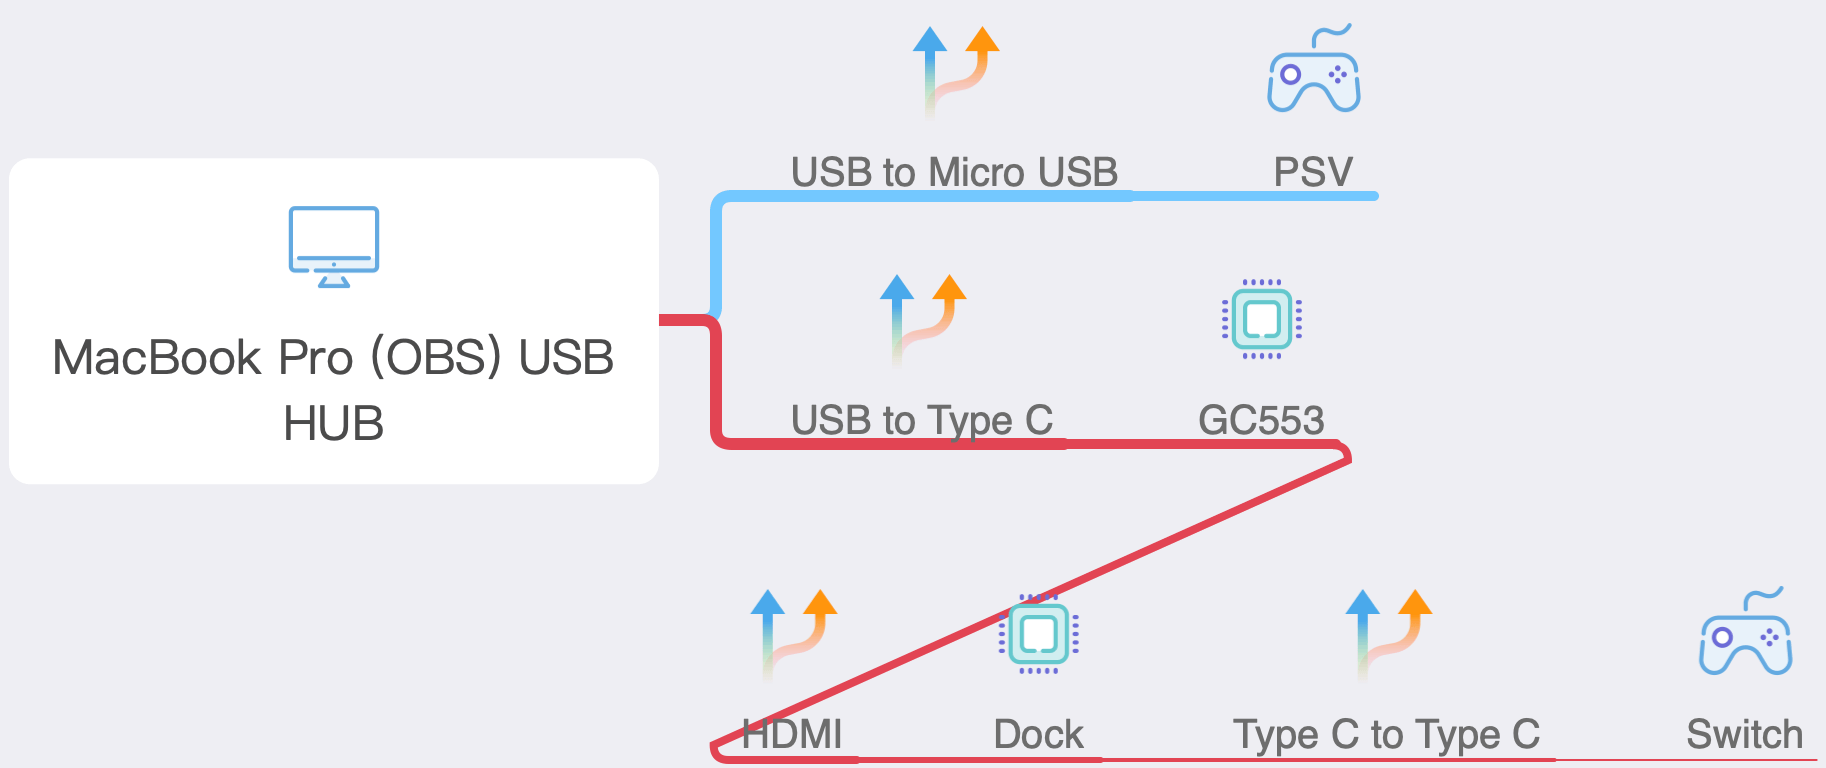 USB to Micro USB
PSV
MacBook Pro (OBS) USB
HUB
USB to Type C
GC553
HDMI
Dock
Type C to Type C
Switch